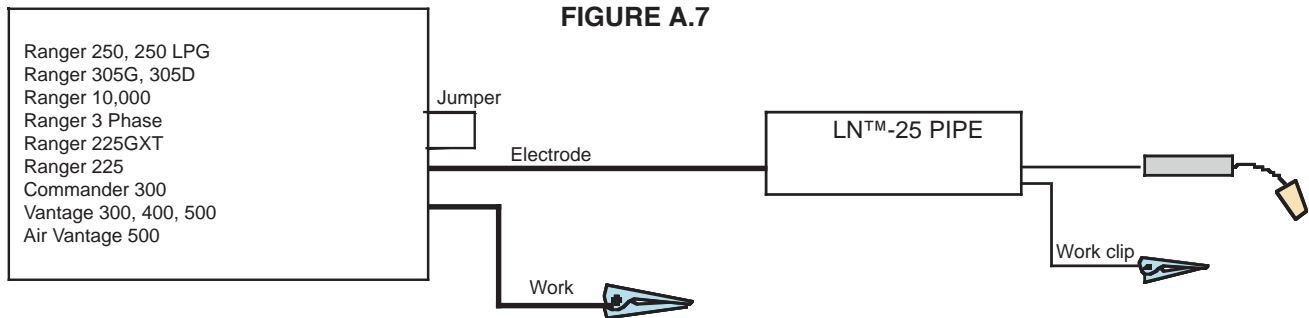 FIGURE A.7
Ranger 250, 250 LPG
Ranger 305G, 305D
Ranger 10,000
Ranger 3 Phase
Ranger 225GXT
Ranger 225
Commander 300
Vantage 300, 400, 500
Air Vantage 500
Jumper
Electrode
LN™-25 PIPE
Work clip
Work